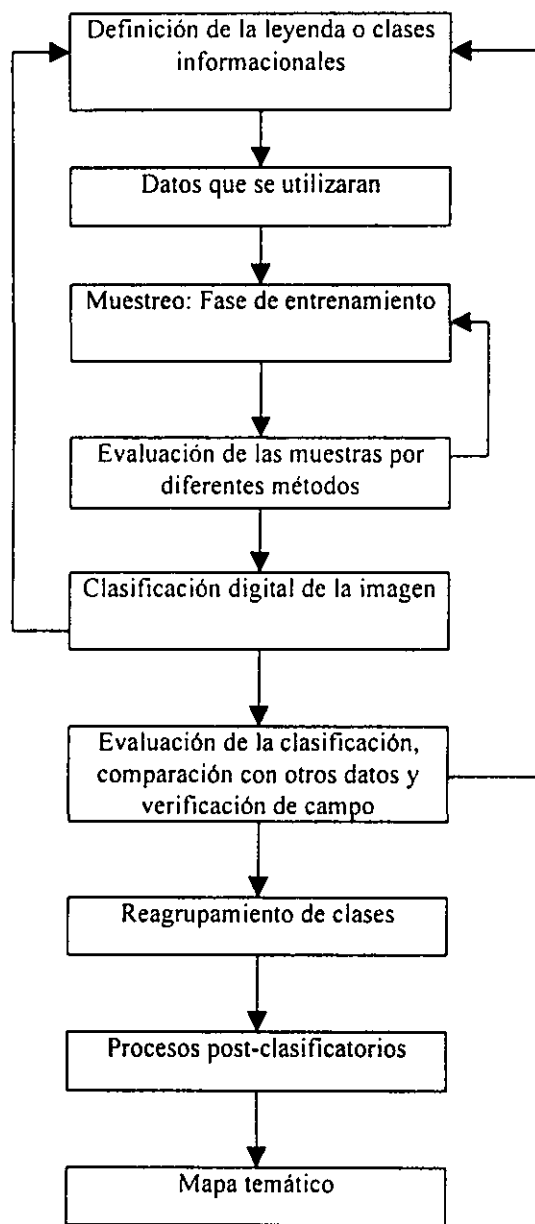 Definición de la leyenda o clases
informacionales
Datos que se utilizaran
Muestreo: Fase de entrenamiento
Evaluación de las muestras por
diferentes métodos
Clasificación digital de la imagen
Evaluación de la clasificación,
comparación con otros datos y
verificación de campo
Reagrupamiento de clases
Procesos post-clasificatorios
Mapa temático